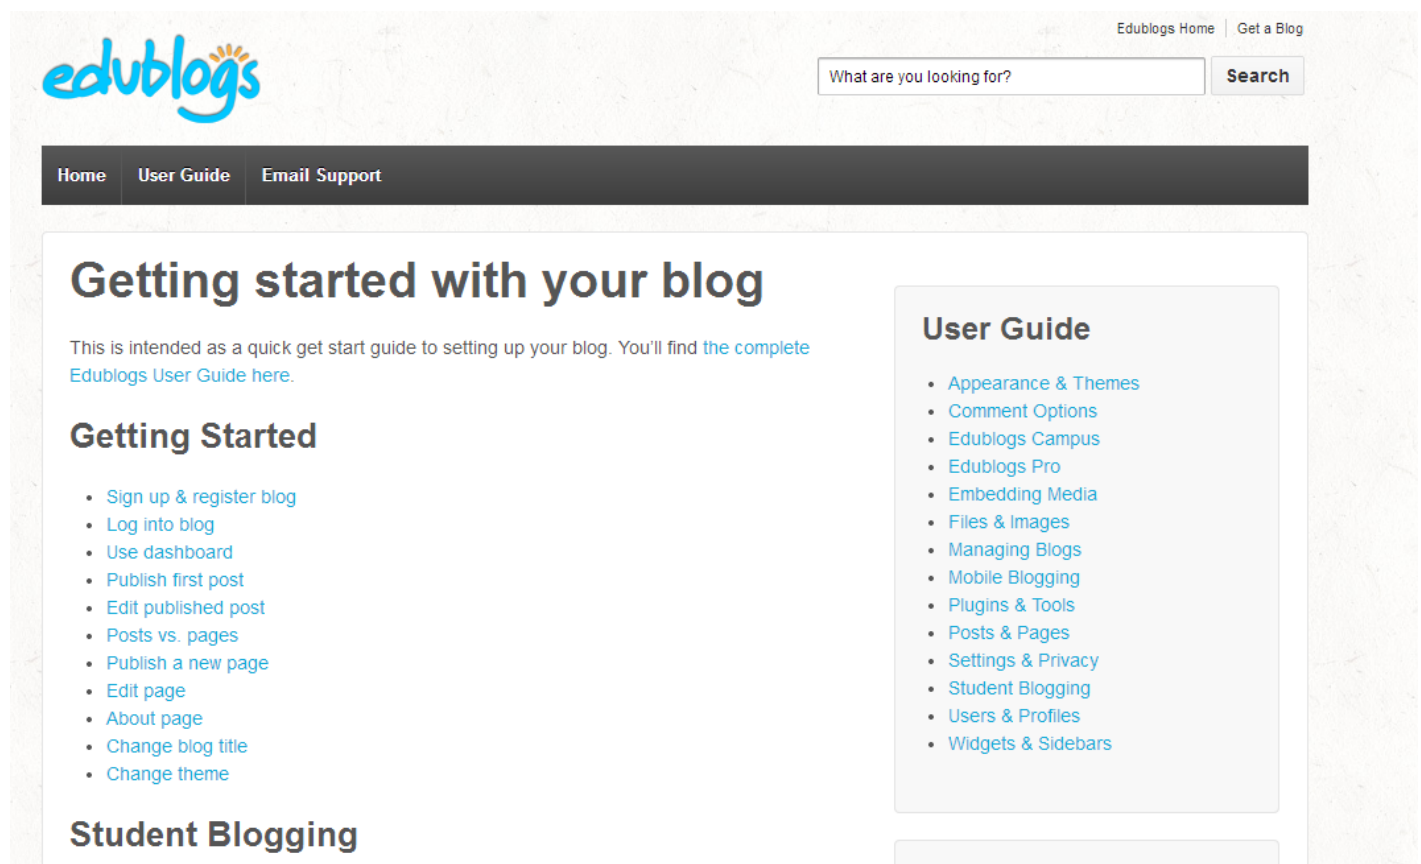 Edublogs Home
Get a Blog
edublogs
What are you looking for?
Search
Home
User Guide
Email Support
Getting started with your blog
This is intended as a quick get start guide to setting up your blog. You'll find the complete
Edublogs User Guide here.
Getting Started
Sign up & register blog
Log into blog
Use dashboard
Publish first post
Edit published post
Posts vs. pages
Publish a new page
Edit page
About page
Change blog title
Change theme
Student Blogging
User Guide
Appearance & Themes
Comment Options
Edublogs Campus
Edublogs Pro
Embedding Media
Files & Images
Managing Blogs
Mobile Blogging
Plugins & Tools
Posts & Pages
Settings & Privacy
Student Blogging
Users & Profiles
Widgets & Sidebars